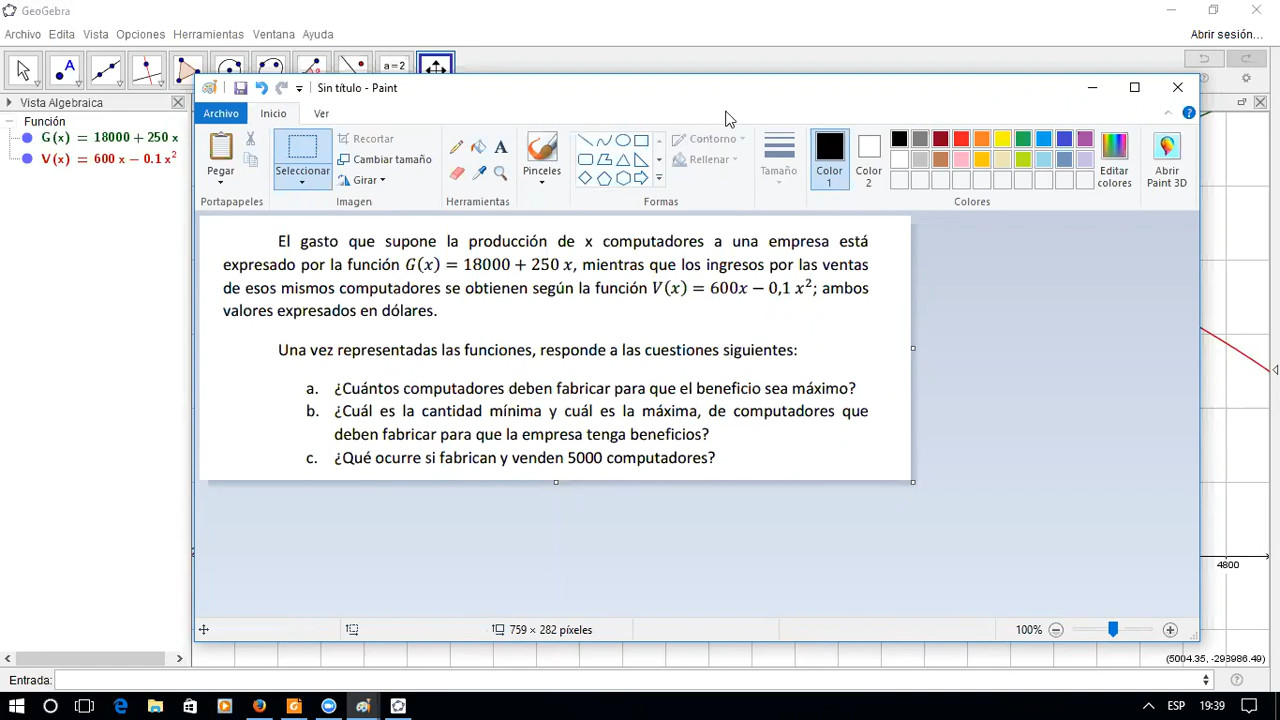 GeoGebra
Archivo Edita Vista Opciones Herramientas Ventana Ayuda
Abrir sesión...
a=2
Sin título - Paint
Vista Algebraica
Función
G(x) = 18000 + 250 x
V(x) = 600 x − 0.1 x²
Archivo Inicio Ver
Pegar
Portapapeles
Seleccionar
Recortar
Cambiar tamaño
Girar
Imagen
A
Herramientas
Pinceles
Contorno
Rellenar
Formas
Tamaño
Color 1
Color 2
Editar colores
Abrir Paint 3D
Colores
El gasto que supone la producción de x computadores a una empresa está
expresado por la función G(x) = 18000 + 250 x, mientras que los ingresos por las ventas
de esos mismos computadores se obtienen según la función V(x) = 600x − 0,1 x²; ambos
valores expresados en dólares.
Una vez representadas las funciones, responde a las cuestiones siguientes:
a. ¿Cuántos computadores deben fabricar para que el beneficio sea máximo?
b. ¿Cuál es la cantidad mínima y cuál es la máxima, de computadores que
deben fabricar para que la empresa tenga beneficios?
c. ¿Qué ocurre si fabrican y venden 5000 computadores?
4800
759 × 282 píxeles
100%
(5004.35, -293986.49)
Entrada:
ESP 19:39